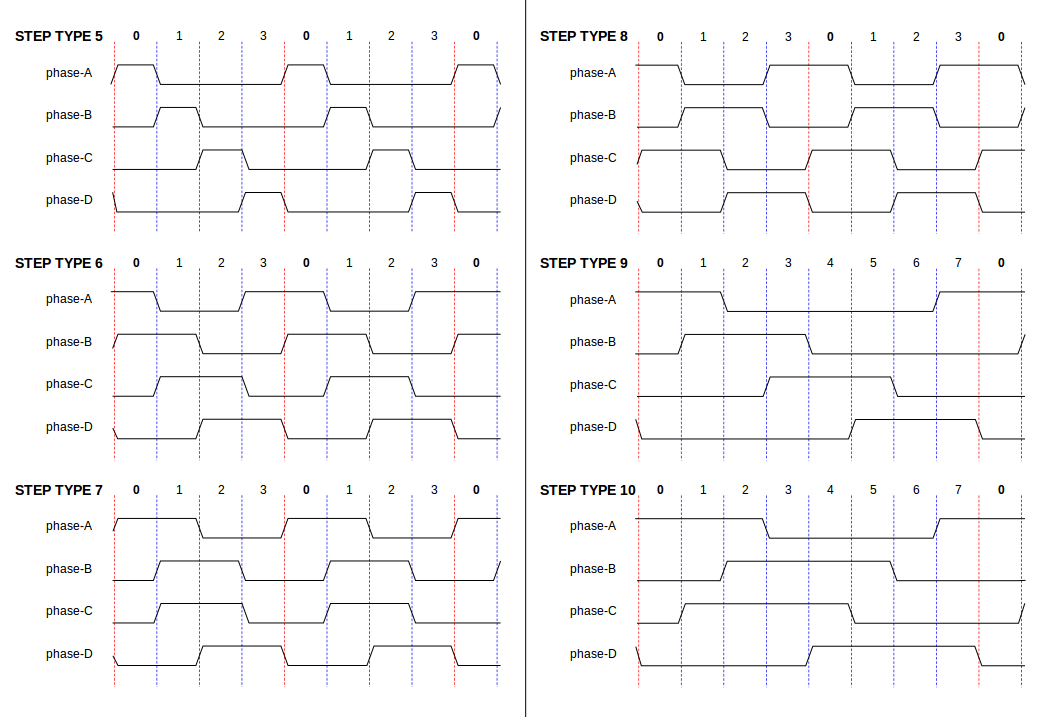 STEP TYPE 5 0 1 2 3 0 1 2 3 0
phase-A
phase-B
phase-C
phase-D
STEP TYPE 6 0 1 2 3 0 1 2 3 0
phase-A
phase-B
phase-C
phase-D
STEP TYPE 7 0 1 2 3 0 1 2 3 0
phase-A
phase-B
phase-C
phase-D
STEP TYPE 8 0 1 2 3 0 1 2 3 0
phase-A
phase-B
phase-C
phase-D
STEP TYPE 9 0 1 2 3 4 5 6 7 0
phase-A
phase-B
phase-C
phase-D
STEP TYPE 10 0 1 2 3 4 5 6 7 0
phase-A
phase-B
phase-C
phase-D